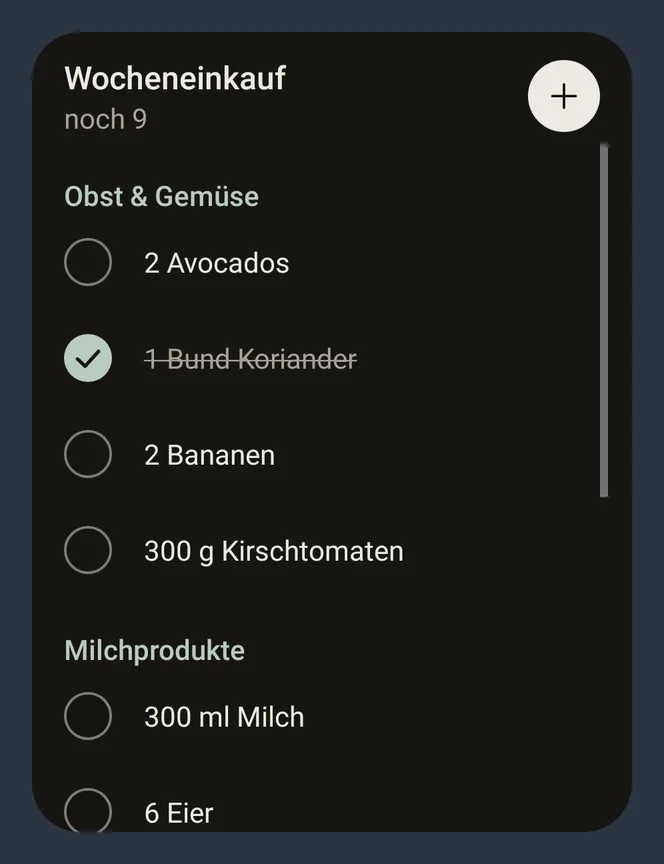 Wocheneinkauf
noch 9
Obst & Gemüse
2 Avocados
1 Bund Koriander
2 Bananen
300 g Kirschtomaten
Milchprodukte
300 ml Milch
6 Eier